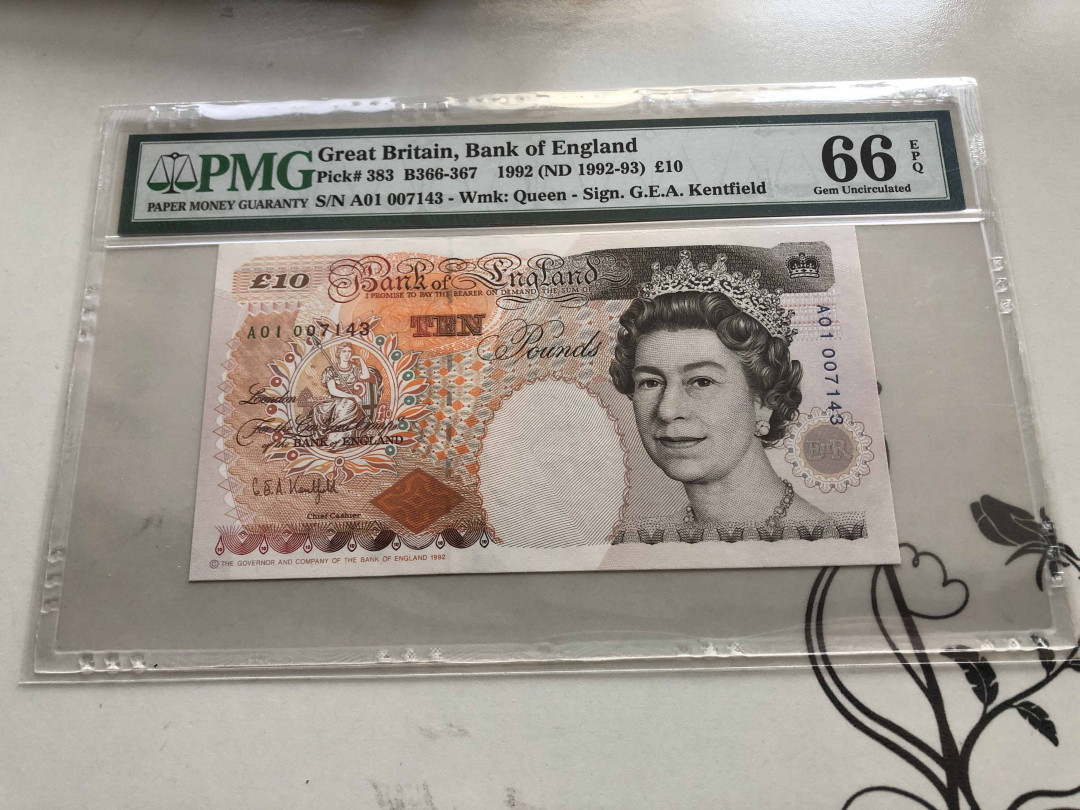 PMG
PAPER MONEY GUARANTY
Great Britain, Bank of England
Pick# 383 B366-367 1992 (ND 1992-93) £10
S/N A01 007143 - Wmk: Queen - Sign. G.E.A. Kentfield
66 EPQ
Gem Uncirculated
£10 Bank of England
I PROMISE TO PAY THE BEARER ON DEMAND THE SUM OF
A01 007143
TEN
Pounds
A01 007143
London
For the Govr. and Compa.
of the BANK of ENGLAND
G E A Kentfield
Chief Cashier
EIIR
© THE GOVERNOR AND COMPANY OF THE BANK OF ENGLAND 1992